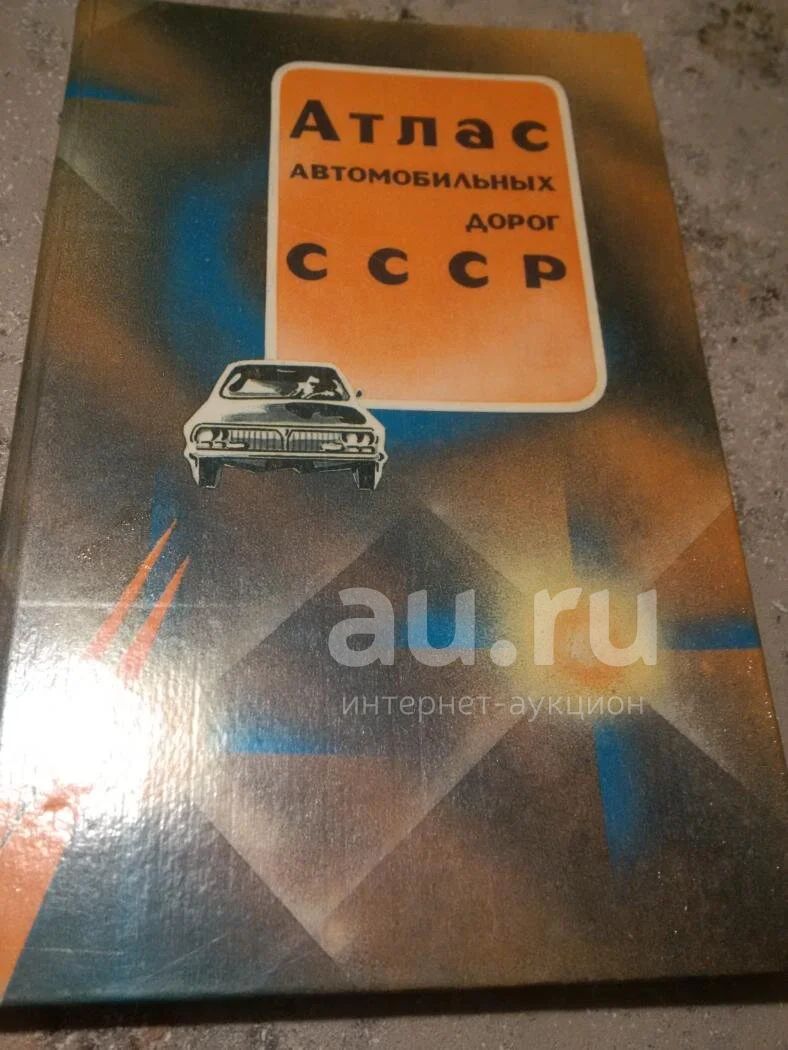 Атлас
автомобильных
дорог
СССР
au.ru
интернет-аукцион